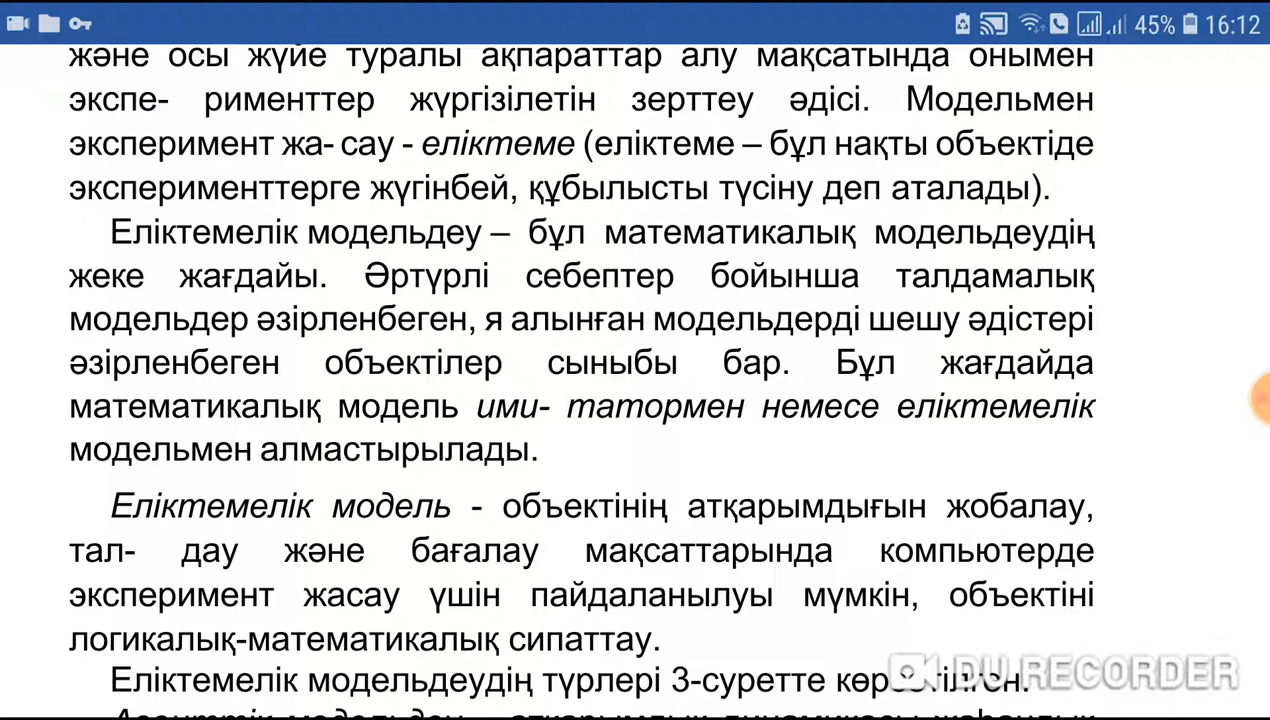 45% 16:12
және осы жүйе туралы ақпараттар алу мақсатында онымен
экспе- рименттер жүргізілетін зерттеу әдісі. Модельмен
эксперимент жа- сау - еліктеме (еліктеме – бұл нақты объектіде
эксперименттерге жүгінбей, құбылысты түсіну деп аталады).
Еліктемелік модельдеу – бұл математикалық модельдеудің
жеке жағдайы. Әртүрлі себептер бойынша талдамалық
модельдер әзірленбеген, я алынған модельдерді шешу әдістері
әзірленбеген объектілер сыныбы бар. Бұл жағдайда
математикалық модель ими- татормен немесе еліктемелік
модельмен алмастырылады.
Еліктемелік модель - объектінің атқарымдығын жобалау,
тал- дау және бағалау мақсаттарында компьютерде
эксперимент жасау үшін пайдаланылуы мүмкін, объектіні
логикалық-математикалық сипаттау.
Еліктемелік модельдеудің түрлері 3-суретте көрсетілген.
DU RECORDER